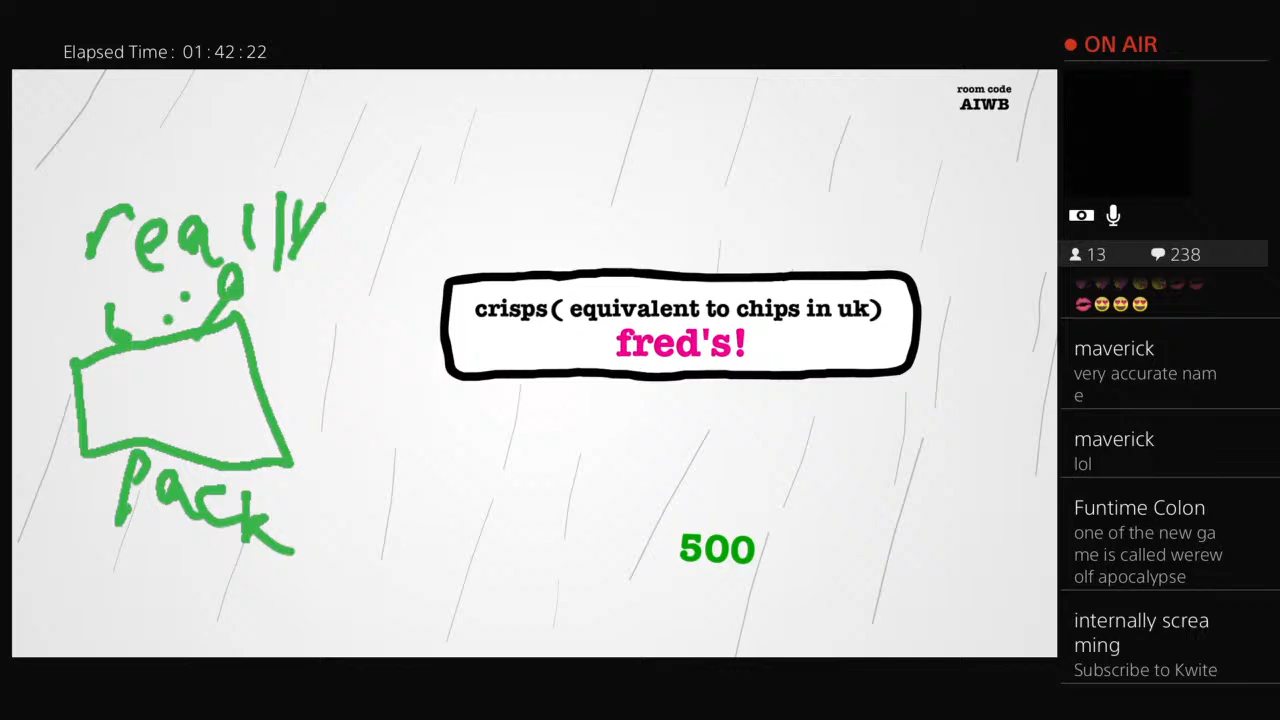 Elapsed Time: 01:42:22
ON AIR
room code
AIWB
really
big
pack
crisps( equivalent to chips in uk)
fred's!
500
13
238
maverick
very accurate nam
e
maverick
lol
Funtime Colon
one of the new ga
me is called werew
olf apocalypse
internally screa
ming
Subscribe to Kwite